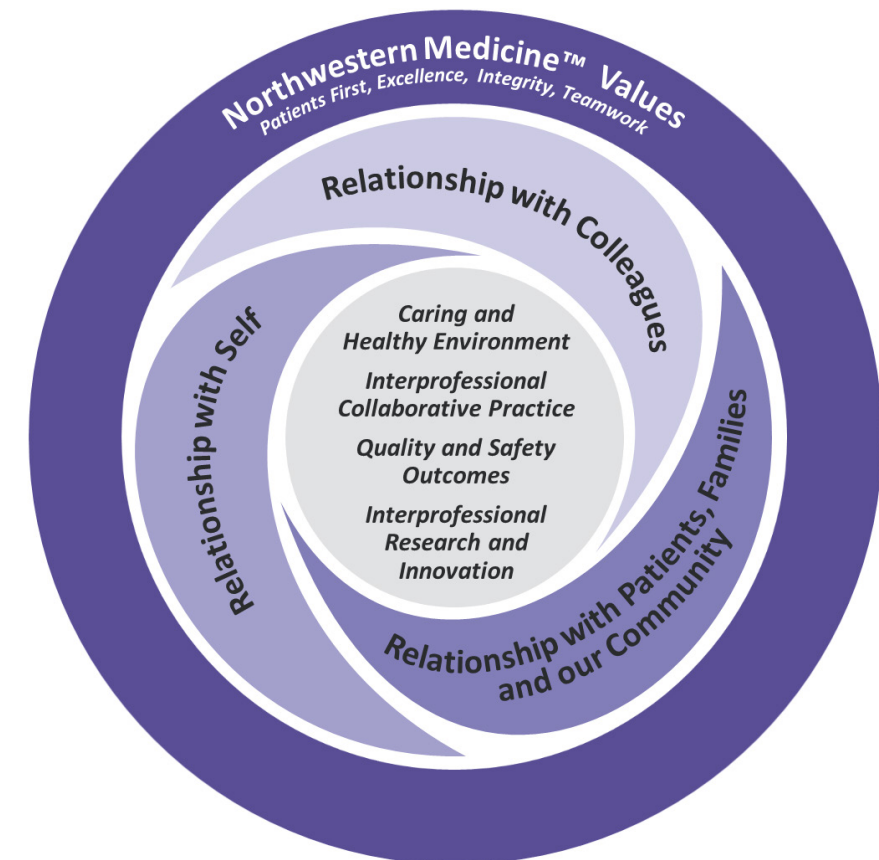 Northwestern Medicine™ Values
Patients First, Excellence, Integrity, Teamwork
Relationship with Colleagues
Relationship with Self
Caring and
Healthy Environment
Interprofessional
Collaborative Practice
Quality and Safety
Outcomes
Interprofessional
Research and
Innovation
Relationship with Patients, Families
and our Community